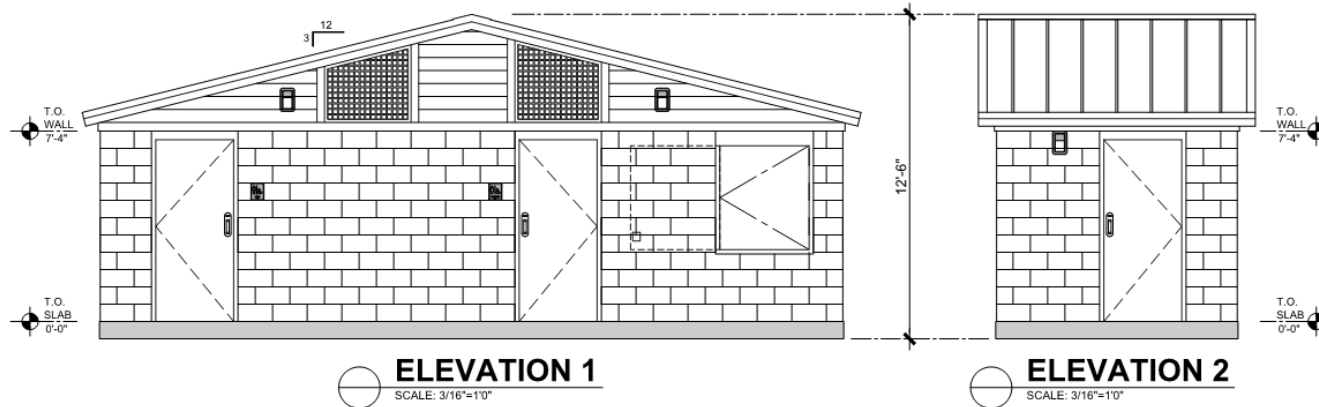 12
3
T.O.
WALL
7'-4"
T.O.
SLAB
0'-0"
12'-6"
T.O.
WALL
7'-4"
T.O.
SLAB
0'-0"
ELEVATION 1
SCALE: 3/16"=1'0"
ELEVATION 2
SCALE: 3/16"=1'0"